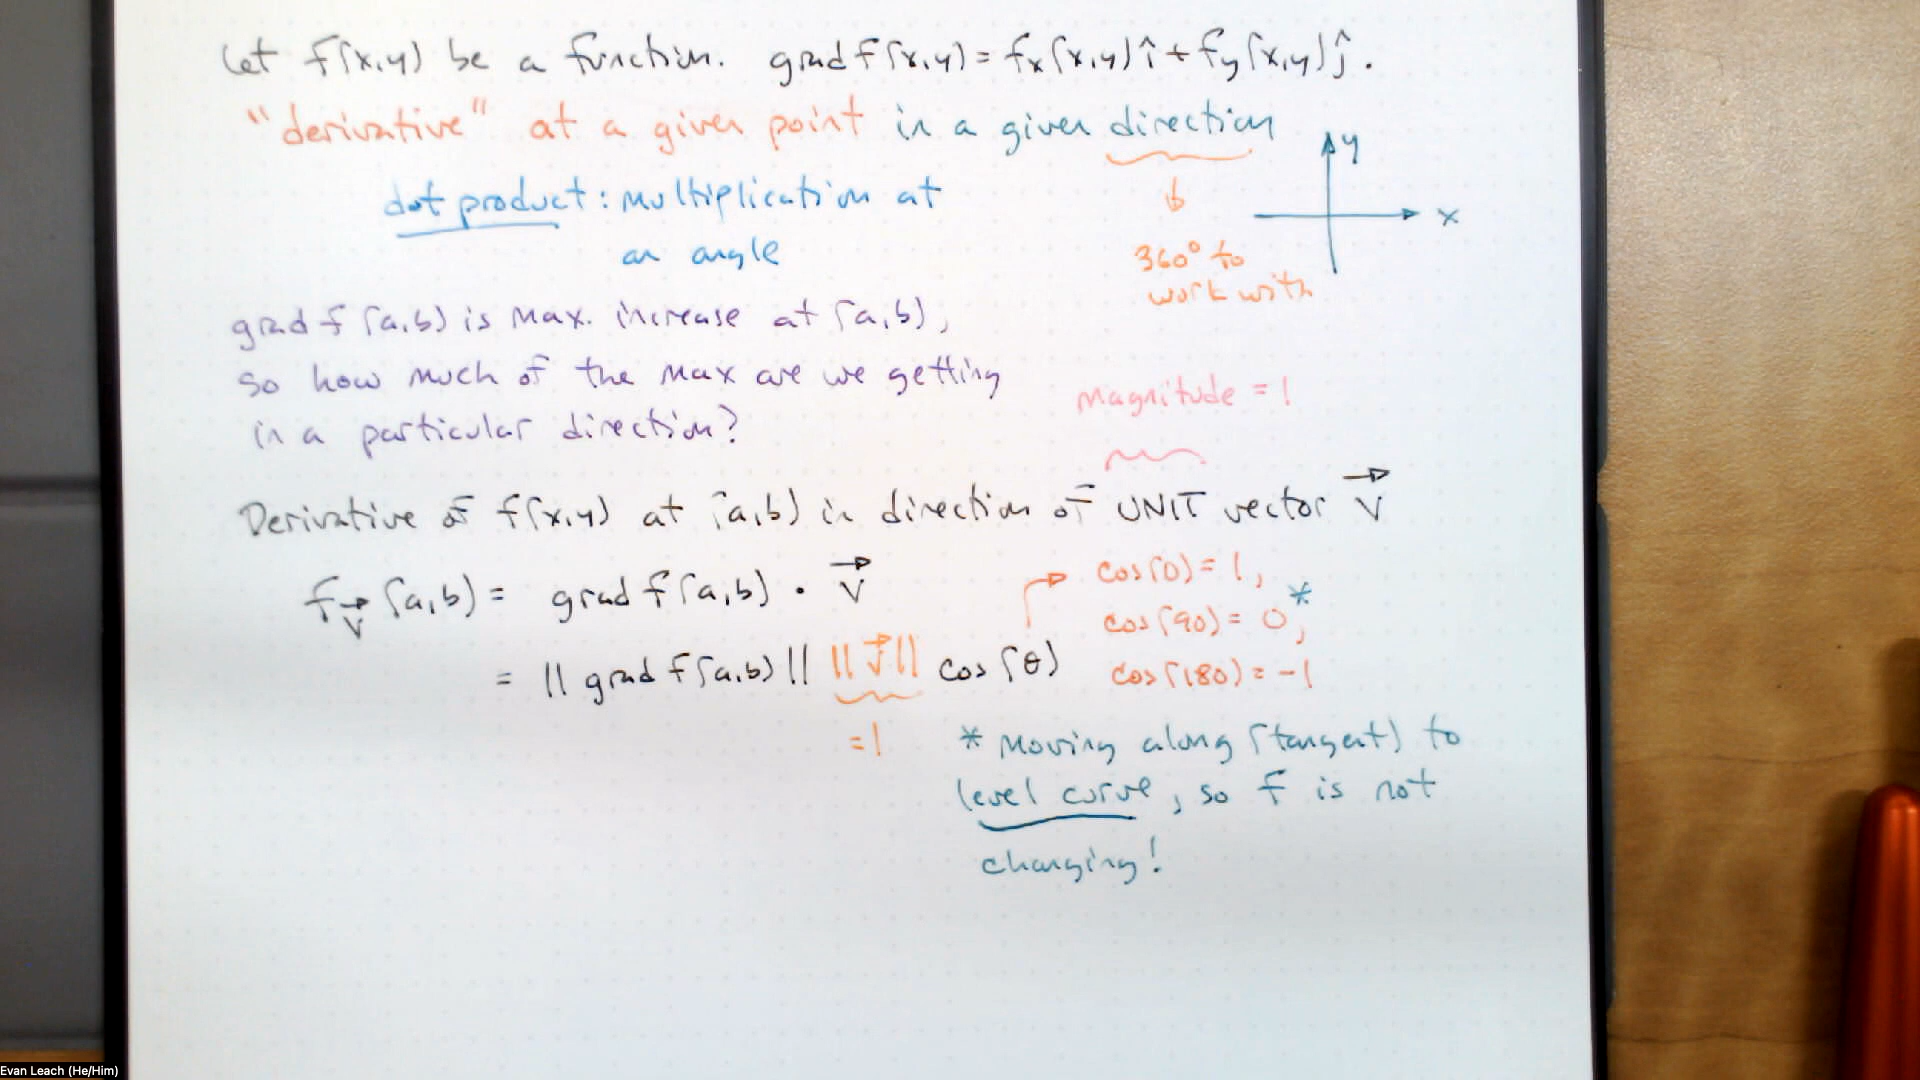 Let f(x,y) be a function. grad f(x,y) = fx(x,y) î + fy(x,y) ĵ.
"derivative" at a given point in a given direction
y
x
dot product: multiplication at
an angle
360° to
work with
grad f(a,b) is max. increase at (a,b),
so how much of the max are we getting
in a particular direction?
magnitude = 1
Derivative of f(x,y) at (a,b) in direction of UNIT vector v⃗
f_v⃗ (a,b) = grad f(a,b) · v⃗
= || grad f(a,b) || || v⃗ || cos(θ)
= 1
cos(0) = 1,
cos(90) = 0*,
cos(180) = -1
* moving along (tangent) to
level curve, so f is not
changing!
Evan Leach (He/Him)